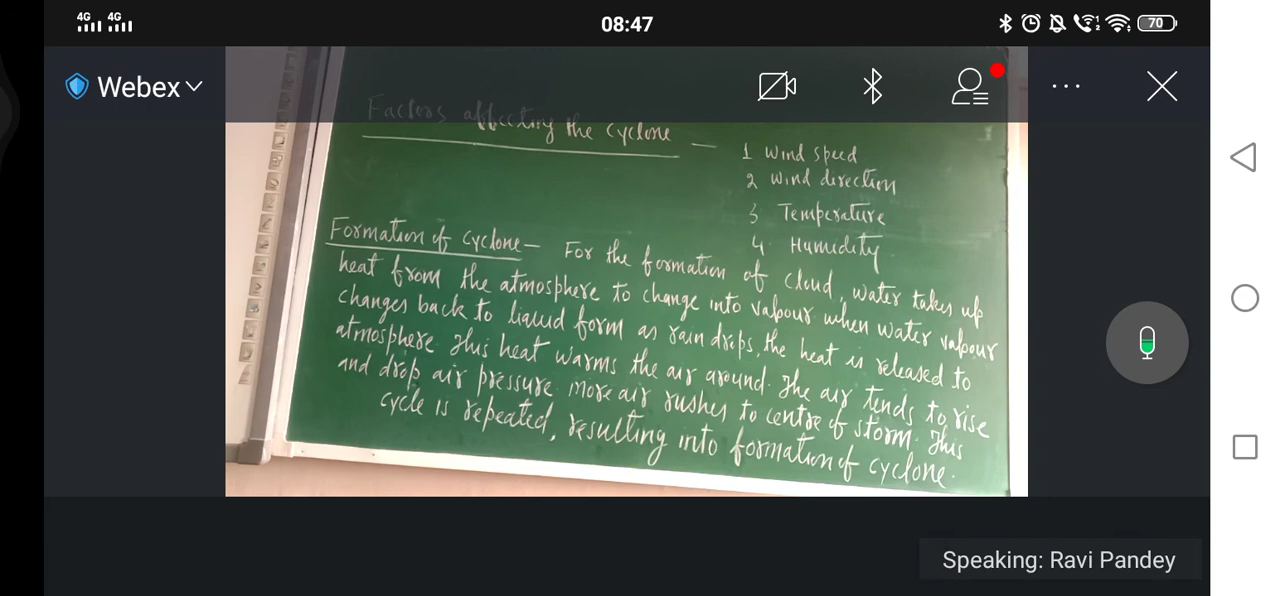 4G 4G
08:47
70
Webex
Factors affecting the cyclone —
1 Wind speed
2 Wind direction
3 Temperature
4. Humidity
Formation of cyclone — For the formation of cloud, water takes up
heat from the atmosphere to change into vapour when water vapour
changes back to liquid form as rain drops, the heat is released to
atmosphere. This heat warms the air around. The air tends to rise
and drop air pressure. More air rushes to centre of storm. This
cycle is repeated, resulting into formation of cyclone.
Speaking: Ravi Pandey